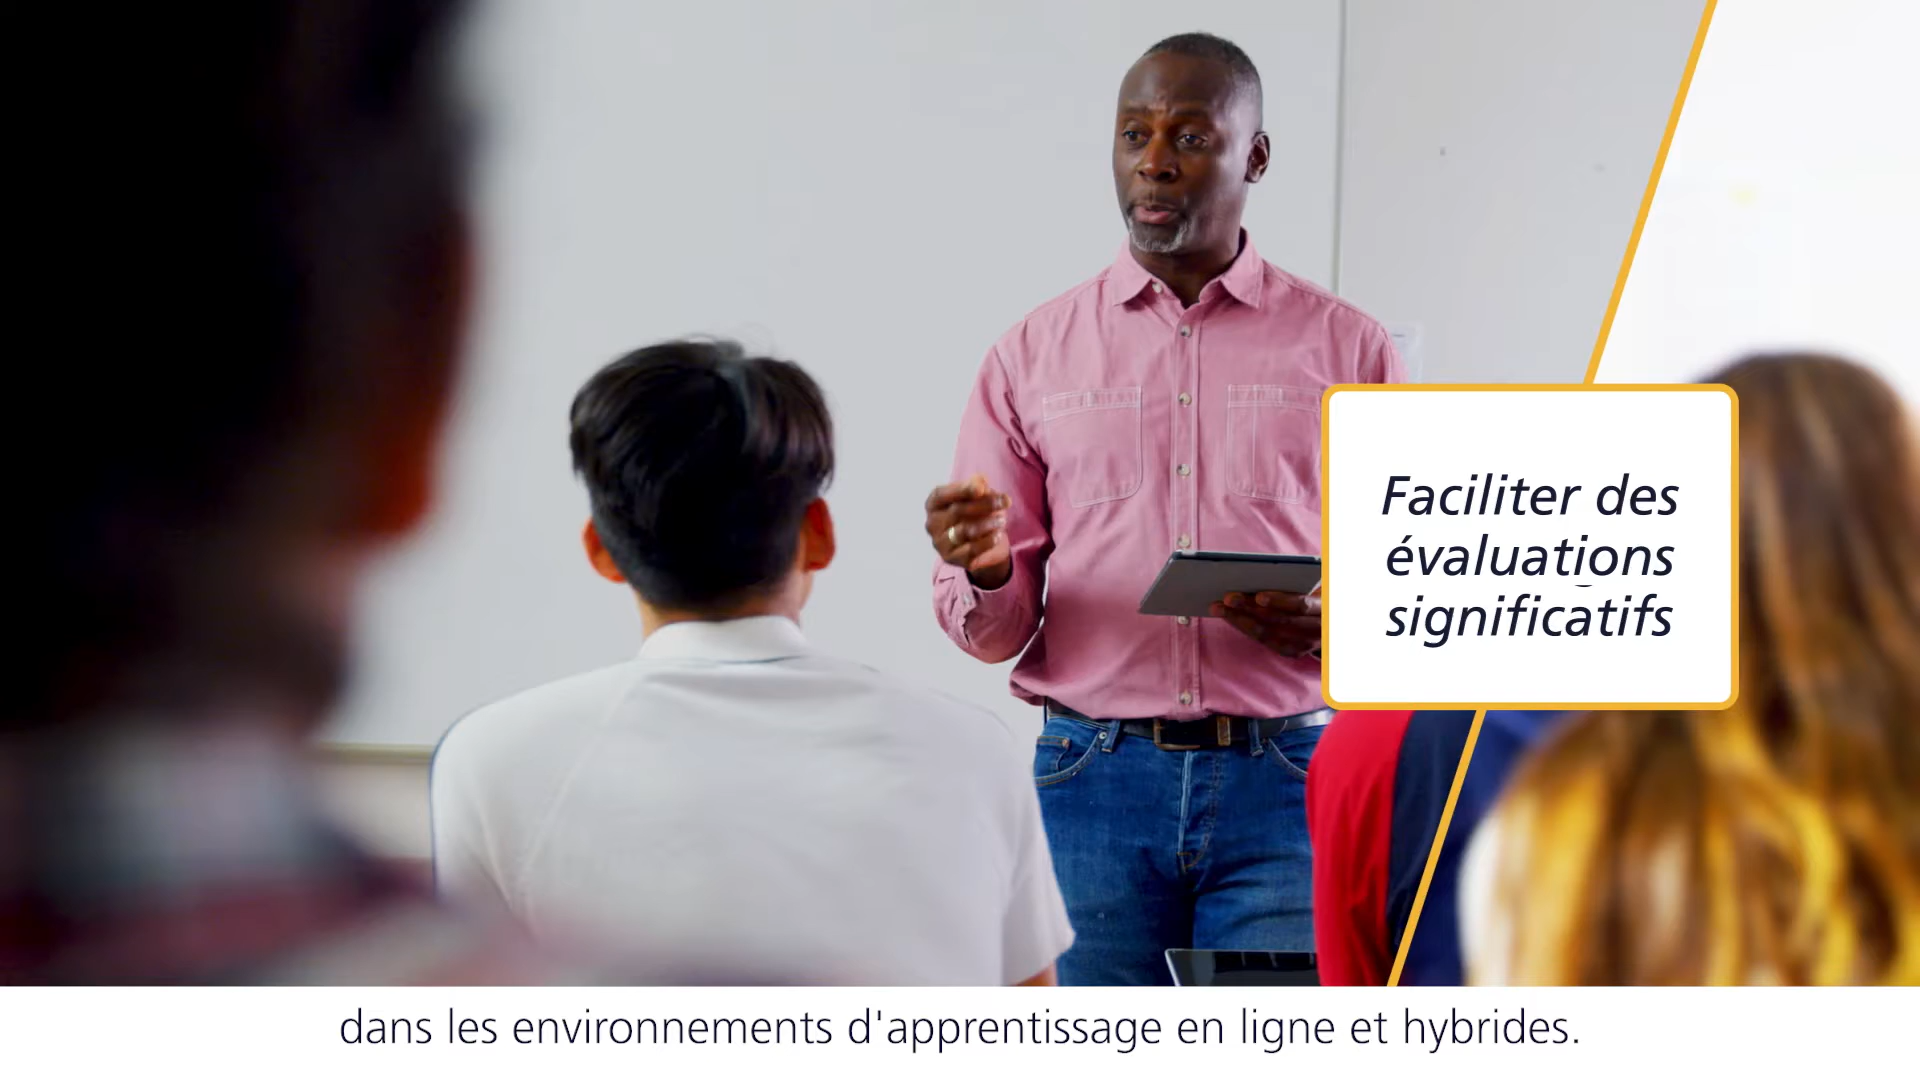 Faciliter des
évaluations
significatifs
dans les environnements d'apprentissage en ligne et hybrides.